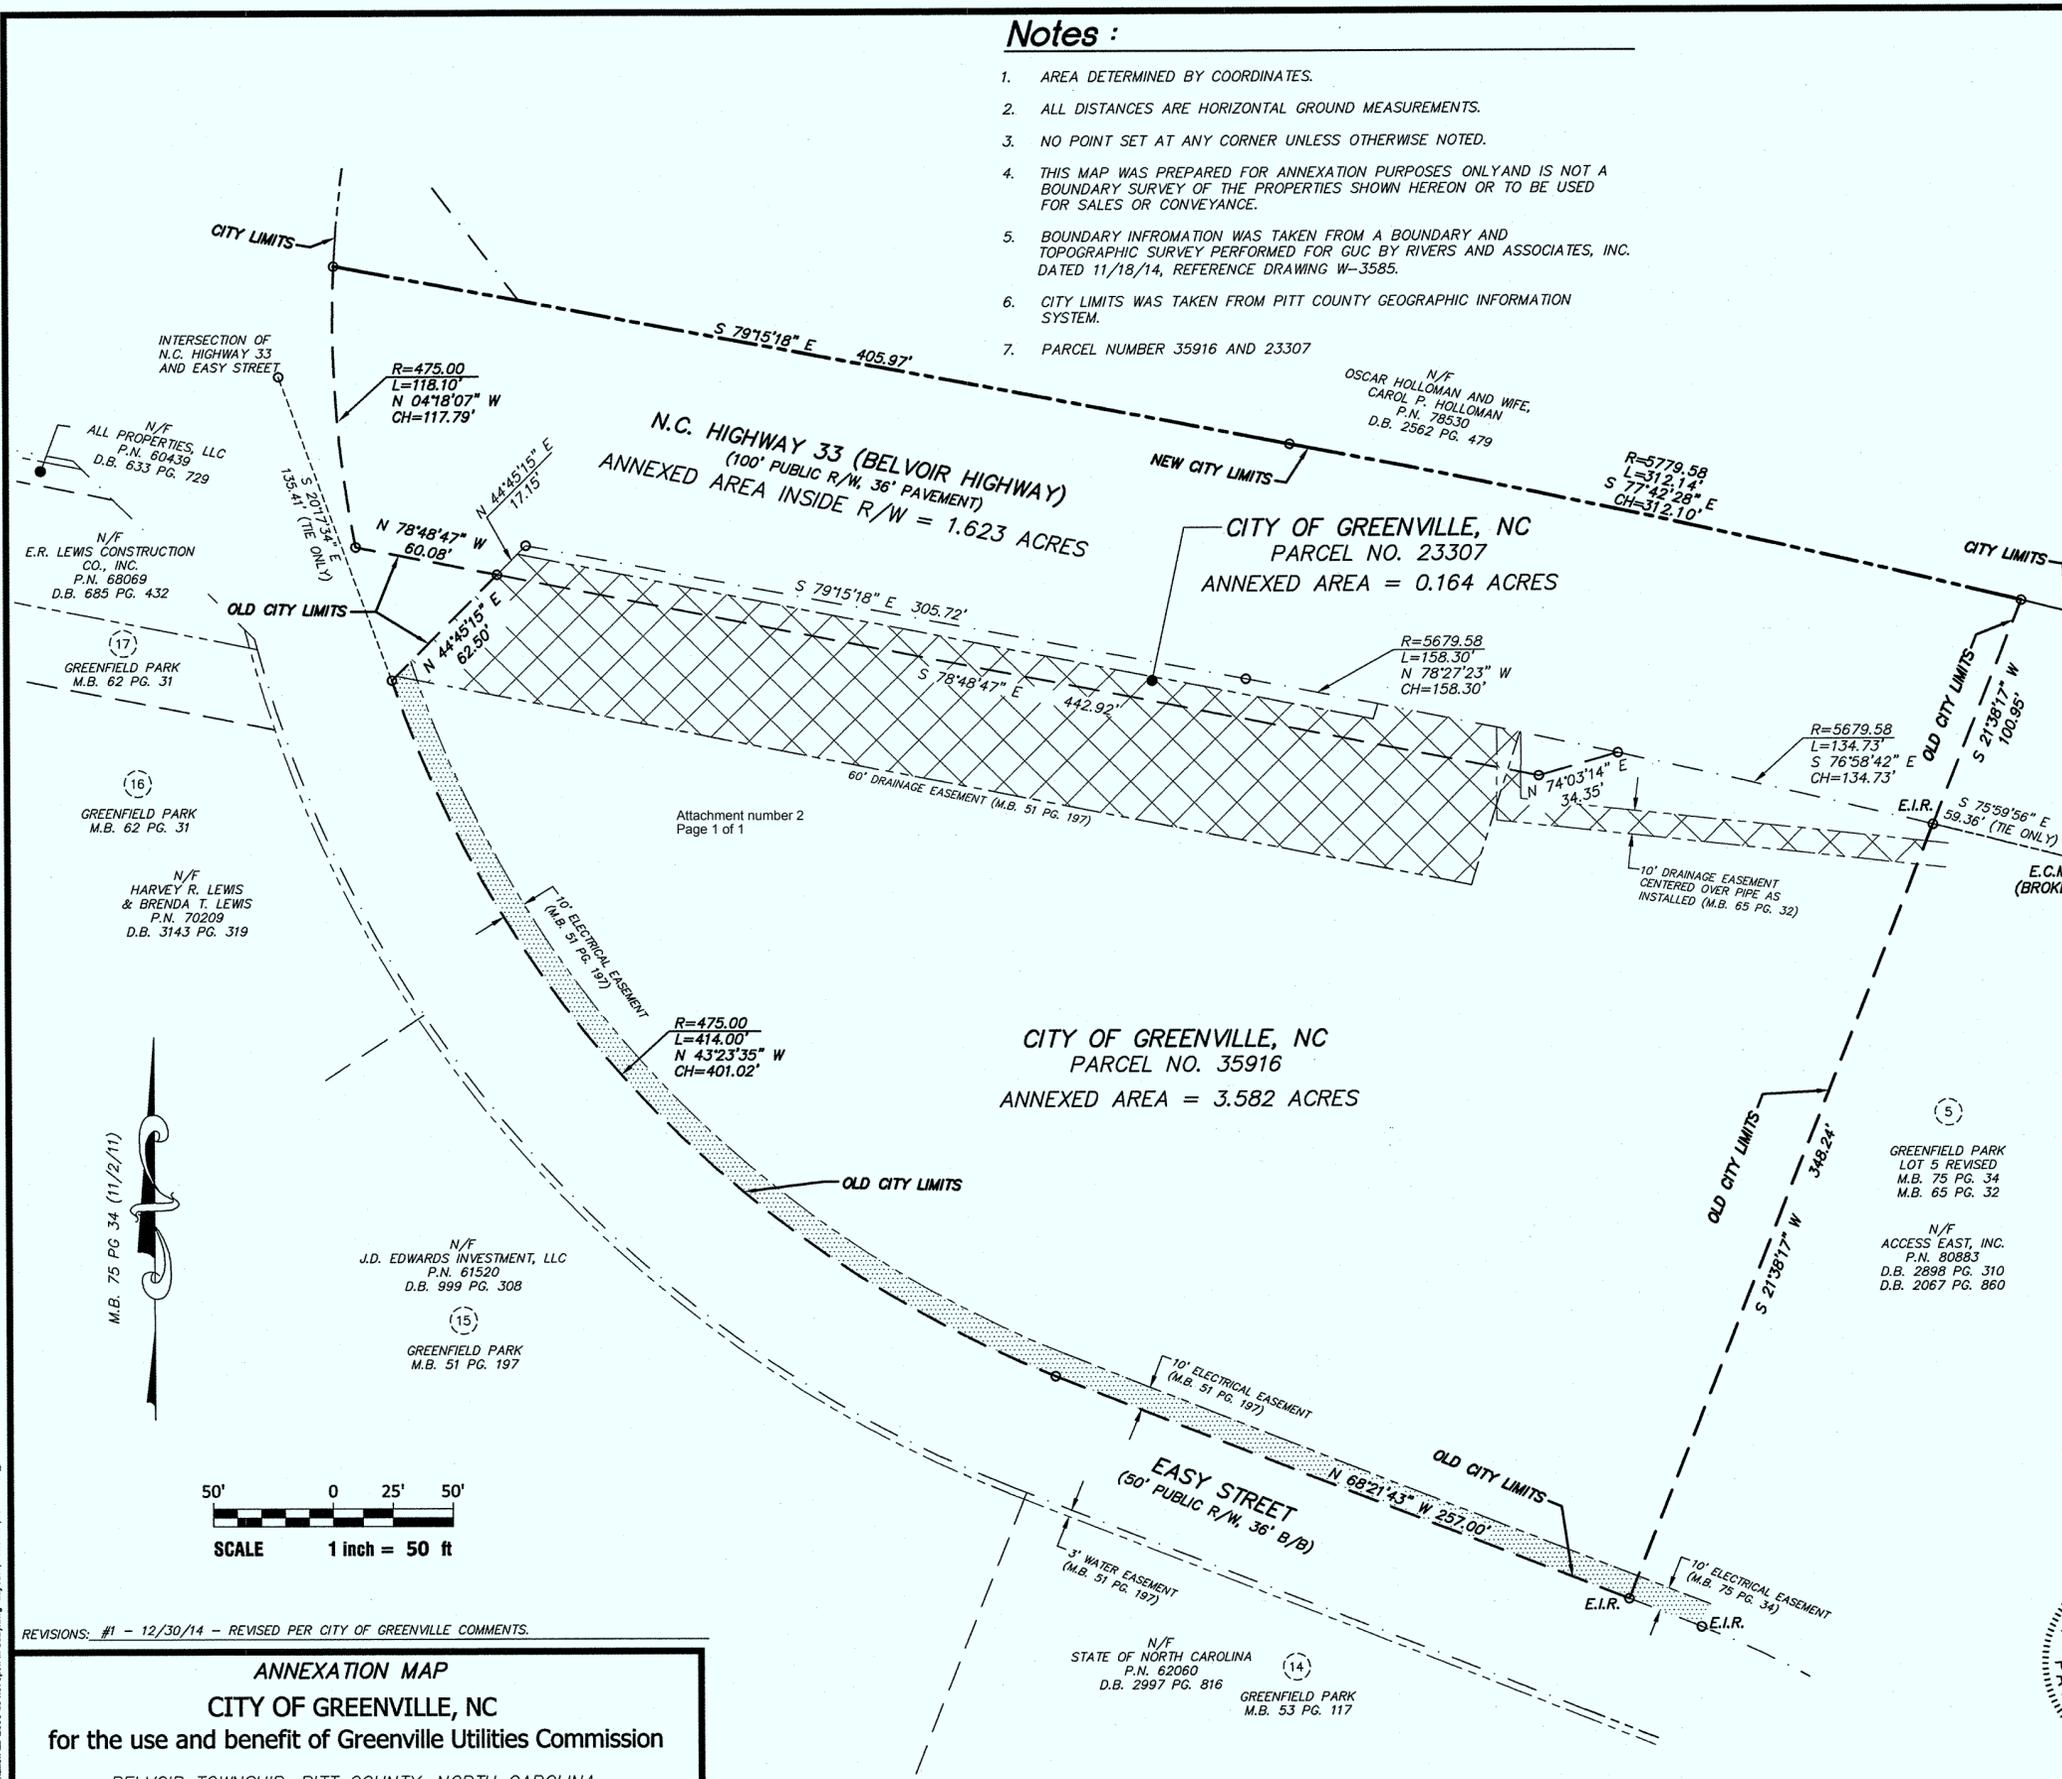 Notes :
1. AREA DETERMINED BY COORDINATES.
2. ALL DISTANCES ARE HORIZONTAL GROUND MEASUREMENTS.
3. NO POINT SET AT ANY CORNER UNLESS OTHERWISE NOTED.
4. THIS MAP WAS PREPARED FOR ANNEXATION PURPOSES ONLYAND IS NOT A
BOUNDARY SURVEY OF THE PROPERTIES SHOWN HEREON OR TO BE USED
FOR SALES OR CONVEYANCE.
5. BOUNDARY INFROMATION WAS TAKEN FROM A BOUNDARY AND
TOPOGRAPHIC SURVEY PERFORMED FOR GUC BY RIVERS AND ASSOCIATES, INC.
DATED 11/18/14, REFERENCE DRAWING W-3585.
6. CITY LIMITS WAS TAKEN FROM PITT COUNTY GEOGRAPHIC INFORMATION
SYSTEM.
7. PARCEL NUMBER 35916 AND 23307
CITY LIMITS
S 79°15'18" E 405.97'
INTERSECTION OF
N.C. HIGHWAY 33
AND EASY STREET
R=475.00
L=118.10'
N 04°18'07" W
CH=117.79'
N/F
OSCAR HOLLOMAN AND WIFE,
CAROL P. HOLLOMAN
P.N. 78530
D.B. 2562 PG. 479
N/F
ALL PROPERTIES, LLC
P.N. 60439
D.B. 633 PG. 729
S 20°17'34" E
135.41' (TIE ONLY)
N 44°45'15" E
17.15'
N.C. HIGHWAY 33 (BELVOIR HIGHWAY)
(100' PUBLIC R/W, 36' PAVEMENT)
ANNEXED AREA INSIDE R/W = 1.623 ACRES
NEW CITY LIMITS
R=5779.58
L=312.14'
S 77°42'28" E
CH=312.10'
CITY OF GREENVILLE, NC
PARCEL NO. 23307
ANNEXED AREA = 0.164 ACRES
CITY LIMITS
N 78°48'47" W
60.08'
N/F
E.R. LEWIS CONSTRUCTION
CO., INC.
P.N. 68069
D.B. 685 PG. 432
OLD CITY LIMITS
N 44°45'15" E
62.50'
S 79°15'18" E 305.72'
S 78°48'47" E 442.92'
R=5679.58
L=158.30'
N 78°27'23" W
CH=158.30'
17
GREENFIELD PARK
M.B. 62 PG. 31
OLD CITY LIMITS
S 21°38'17" W
100.95'
R=5679.58
L=134.73'
S 76°58'42" E
CH=134.73'
N 74°03'14" E
34.35'
60' DRAINAGE EASEMENT (M.B. 51 PG. 197)
E.I.R.
S 75°59'56" E
59.36' (TIE ONLY)
16
GREENFIELD PARK
M.B. 62 PG. 31
Attachment number 2
Page 1 of 1
10' DRAINAGE EASEMENT
CENTERED OVER PIPE AS
INSTALLED (M.B. 65 PG. 32)
N/F
HARVEY R. LEWIS
& BRENDA T. LEWIS
P.N. 70209
D.B. 3143 PG. 319
10' ELECTRICAL EASEMENT
(M.B. 51 PG. 197)
R=475.00
L=414.00'
N 43°23'35" W
CH=401.02'
CITY OF GREENVILLE, NC
PARCEL NO. 35916
ANNEXED AREA = 3.582 ACRES
OLD CITY LIMITS
S 21°38'17" W 348.24'
5
GREENFIELD PARK
LOT 5 REVISED
M.B. 75 PG. 34
M.B. 65 PG. 32
N/F
ACCESS EAST, INC.
P.N. 80883
D.B. 2898 PG. 310
D.B. 2067 PG. 860
M.B. 75 PG 34 (11/2/11)
OLD CITY LIMITS
N/F
J.D. EDWARDS INVESTMENT, LLC
P.N. 61520
D.B. 999 PG. 308
15
GREENFIELD PARK
M.B. 51 PG. 197
10' ELECTRICAL EASEMENT
(M.B. 51 PG. 197)
EASY STREET
(50' PUBLIC R/W, 36' B/B)
N 68°21'43" W 257.00'
OLD CITY LIMITS
3' WATER EASEMENT
(M.B. 51 PG. 197)
10' ELECTRICAL EASEMENT
(M.B. 75 PG. 34)
E.I.R.
E.I.R.
50' 0 25' 50'
SCALE 1 inch = 50 ft
N/F
STATE OF NORTH CAROLINA
P.N. 62060
D.B. 2997 PG. 816
14
GREENFIELD PARK
M.B. 53 PG. 117
REVISIONS: #1 - 12/30/14 - REVISED PER CITY OF GREENVILLE COMMENTS.
ANNEXATION MAP
CITY OF GREENVILLE, NC
for the use and benefit of Greenville Utilities Commission
BELVOIR TOWNSHIP, PITT COUNTY, NORTH CAROLINA